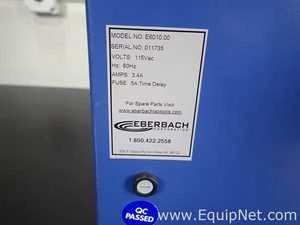 MODEL NO: E6010.00
SERIAL NO: 011735
VOLTS: 115Vac
Hz: 60Hz
AMPS: 3.4A
FUSE: 5A Time Delay
For Spare Parts Visit
www.eberbachlabtools.com
EBERBACH
CORPORATION
1.800.422.2558
QC
PASSED
www.EquipNet.com